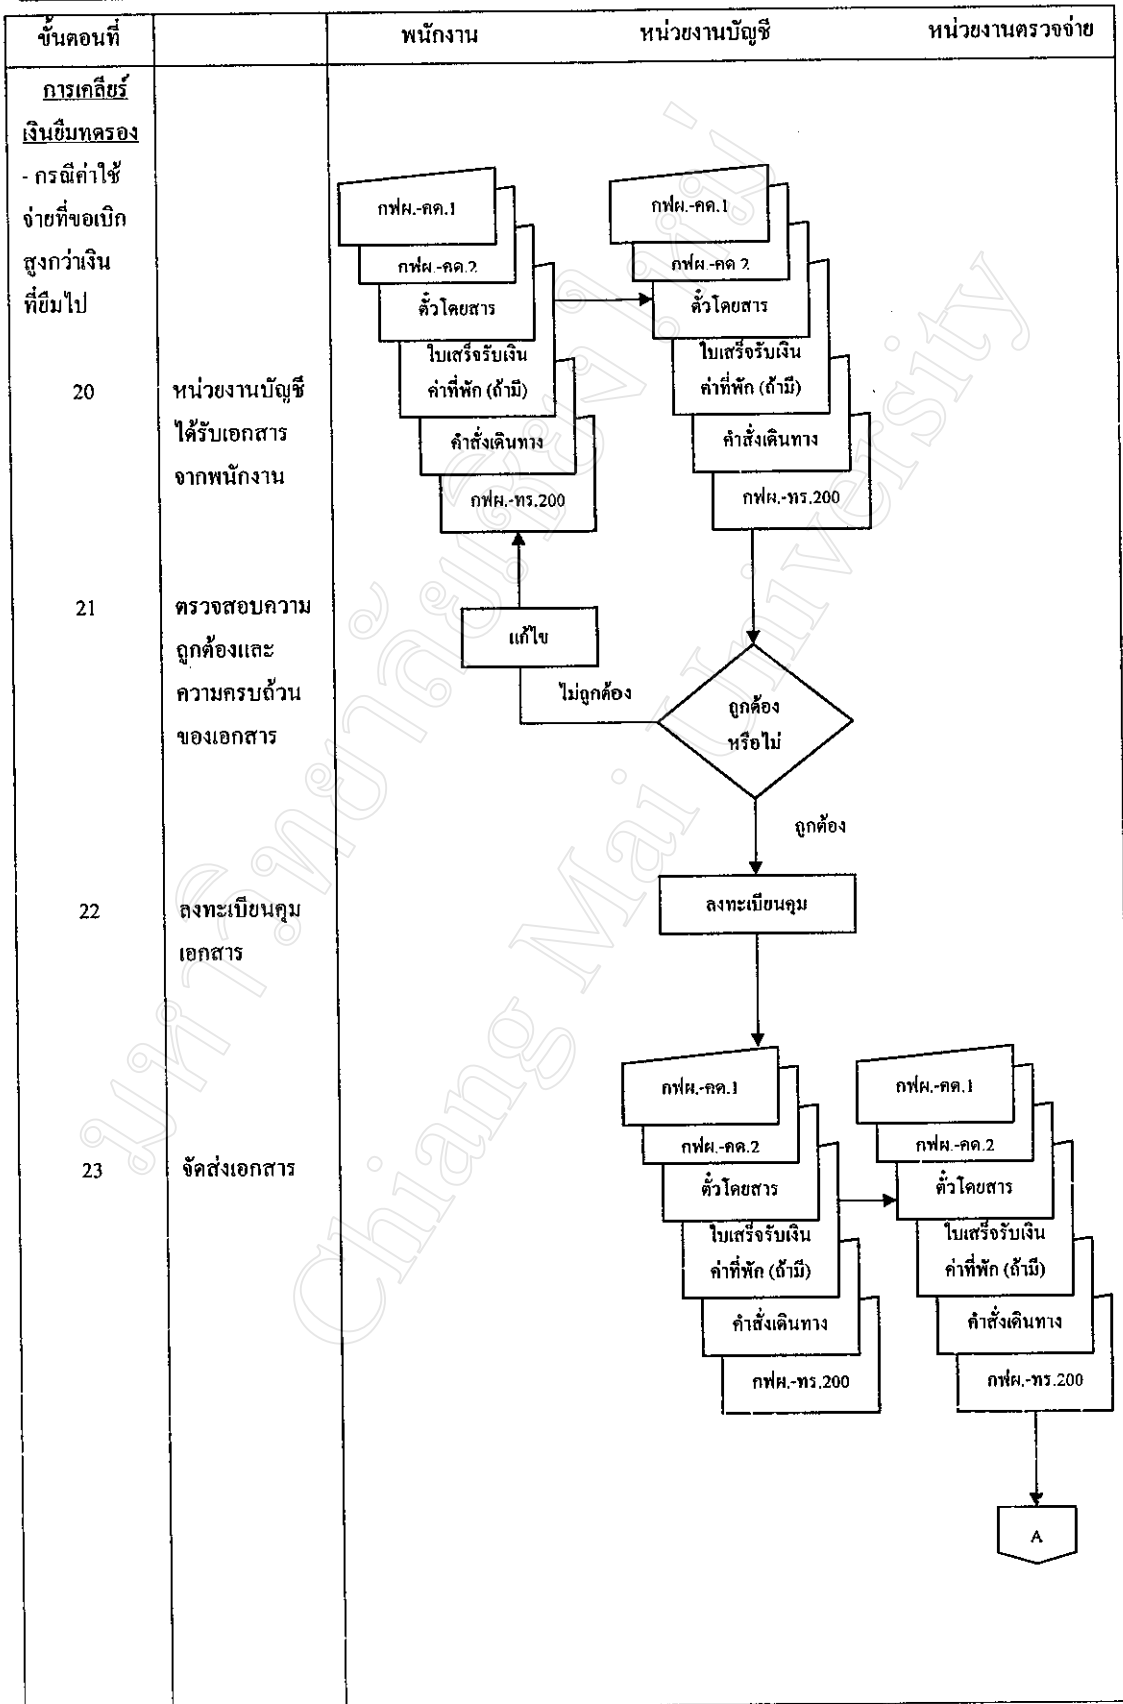 ขั้นตอนที่
พนักงาน
หน่วยงานบัญชี
หน่วยงานตรวจจ่าย
การเคลียร์
เงินยืมทดรอง
- กรณีค่าใช้
จ่ายที่ขอเบิก
สูงกว่าเงิน
ที่ยืมไป
กฟผ.-คด.1
กฟผ.-คด.2
ตั๋วโดยสาร
ใบเสร็จรับเงิน
ค่าที่พัก (ถ้ามี)
คำสั่งเดินทาง
กฟผ.-ทร.200
กฟผ.-คด.1
กฟผ.-คด 2
ตั๋วโดยสาร
ใบเสร็จรับเงิน
ค่าที่พัก (ถ้ามี)
คำสั่งเดินทาง
กฟผ.-ทร.200
20
หน่วยงานบัญชี
ได้รับเอกสาร
จากพนักงาน
21
ตรวจสอบความ
ถูกต้องและ
ความครบถ้วน
ของเอกสาร
แก้ไข
ไม่ถูกต้อง
ถูกต้อง
หรือไม่
ถูกต้อง
22
ลงทะเบียนคุม
เอกสาร
ลงทะเบียนคุม
23
จัดส่งเอกสาร
กฟผ.-คด.1
กฟผ.-คด.2
ตั๋วโดยสาร
ใบเสร็จรับเงิน
ค่าที่พัก (ถ้ามี)
คำสั่งเดินทาง
กฟผ.-ทร.200
กฟผ.-คด.1
กฟผ.-คด.2
ตั๋วโดยสาร
ใบเสร็จรับเงิน
ค่าที่พัก (ถ้ามี)
คำสั่งเดินทาง
กฟผ.-ทร.200
A
มหาวิทยาลัยเชียงใหม่
Chiang Mai University